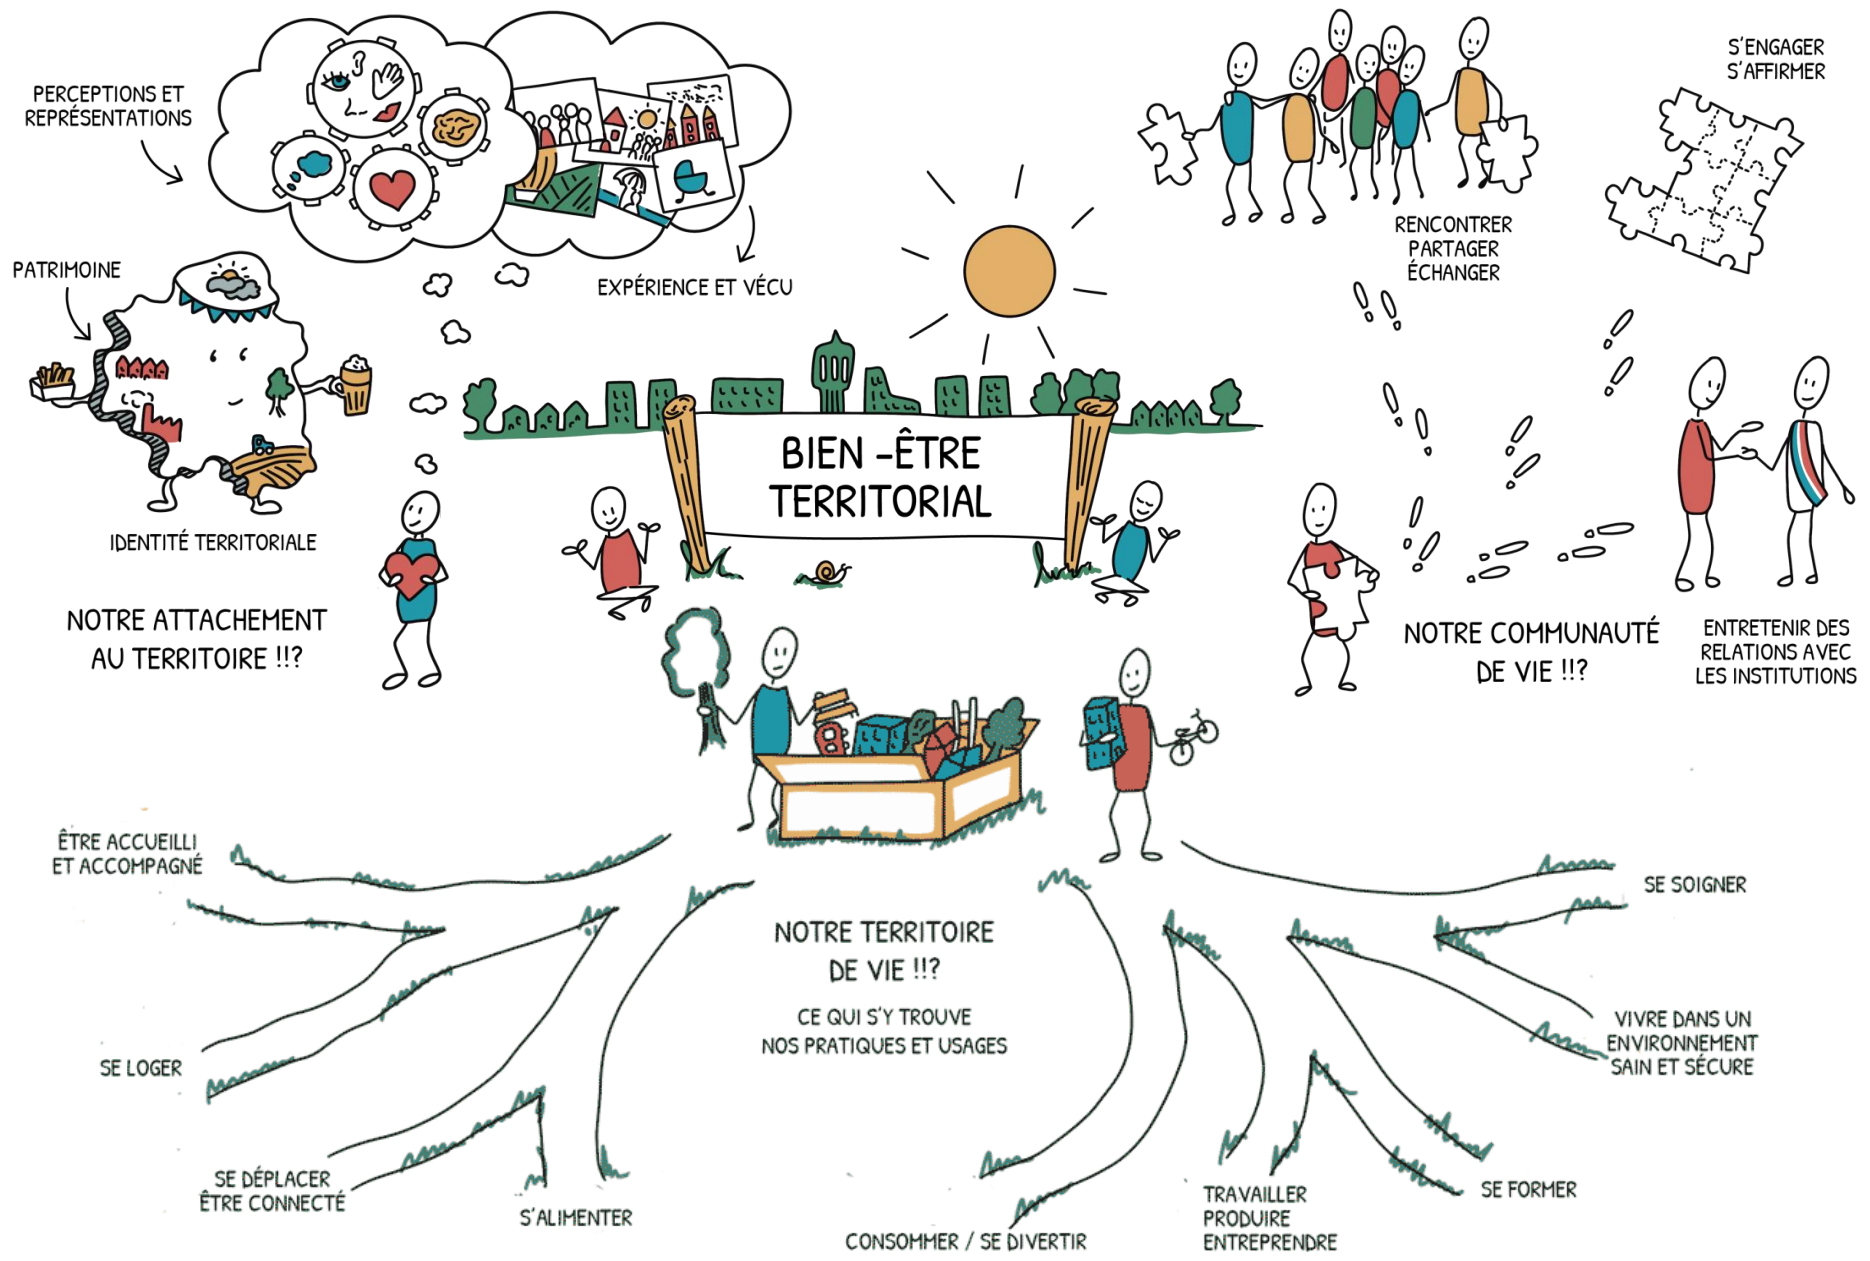 PERCEPTIONS ET
REPRÉSENTATIONS
EXPÉRIENCE ET VÉCU
PATRIMOINE
IDENTITÉ TERRITORIALE
NOTRE ATTACHEMENT
AU TERRITOIRE !!?
BIEN -ÊTRE
TERRITORIAL
RENCONTRER
PARTAGER
ÉCHANGER
S'ENGAGER
S'AFFIRMER
NOTRE COMMUNAUTÉ
DE VIE !!?
ENTRETENIR DES
RELATIONS AVEC
LES INSTITUTIONS
NOTRE TERRITOIRE
DE VIE !!?
CE QUI S'Y TROUVE
NOS PRATIQUES ET USAGES
ÊTRE ACCUEILLI
ET ACCOMPAGNÉ
SE LOGER
SE DÉPLACER
ÊTRE CONNECTÉ
S'ALIMENTER
CONSOMMER / SE DIVERTIR
TRAVAILLER
PRODUIRE
ENTREPRENDRE
SE FORMER
VIVRE DANS UN
ENVIRONNEMENT
SAIN ET SÉCURE
SE SOIGNER